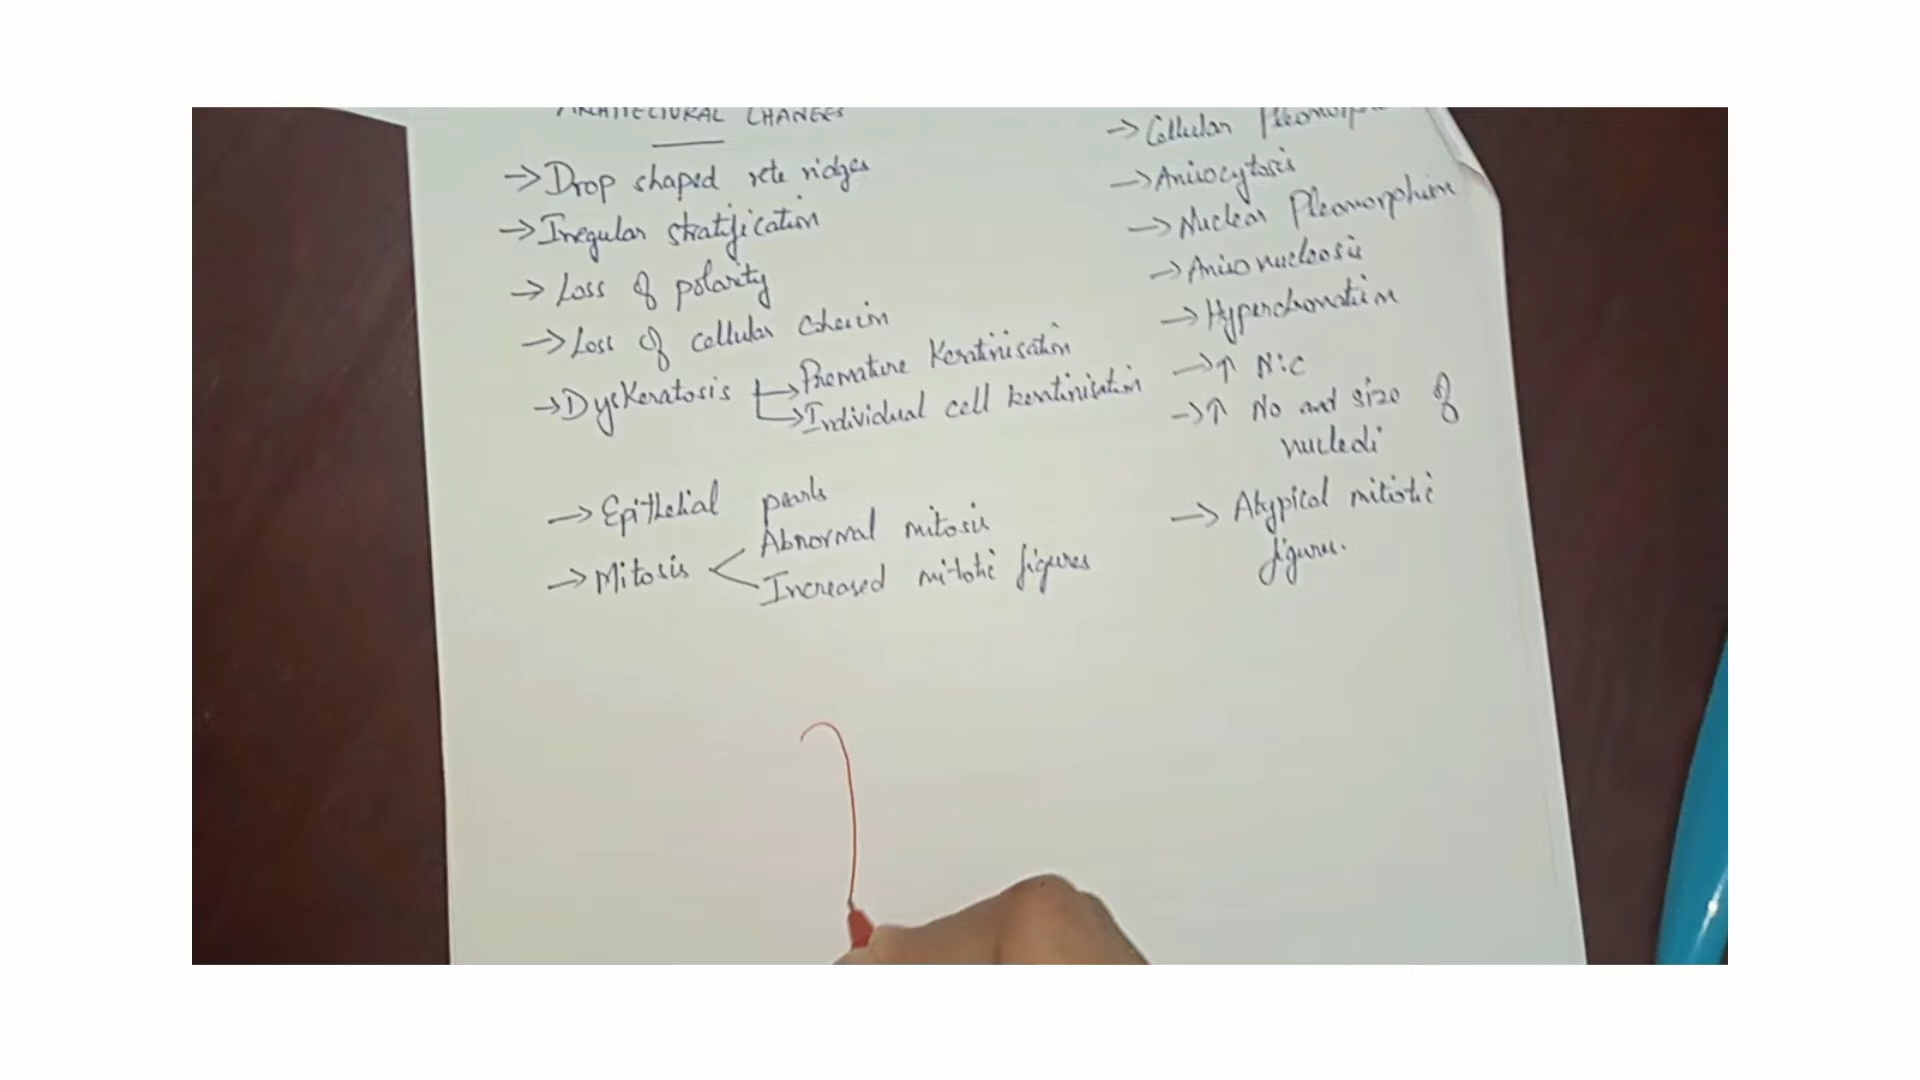 ARCHITECTURAL CHANGES
→ Drop shaped rete ridges
→ Irregular stratification
→ Loss of polarity
→ Loss of cellular cohesion
→ Dyskeratosis → Premature Keratinisation
→ Individual cell keratinisation
→ Epithelial pearls
→ Mitosis < Abnormal mitosis
Increased mitotic figures
→ Cellular
→ Anisocytosis
→ Nuclear Pleomorphism
→ Anisonucleosis
→ Hyperchromatism
→ ↑ N:C
→ ↑ No and size of
nucleoli
→ Atypical mitotic
figures.